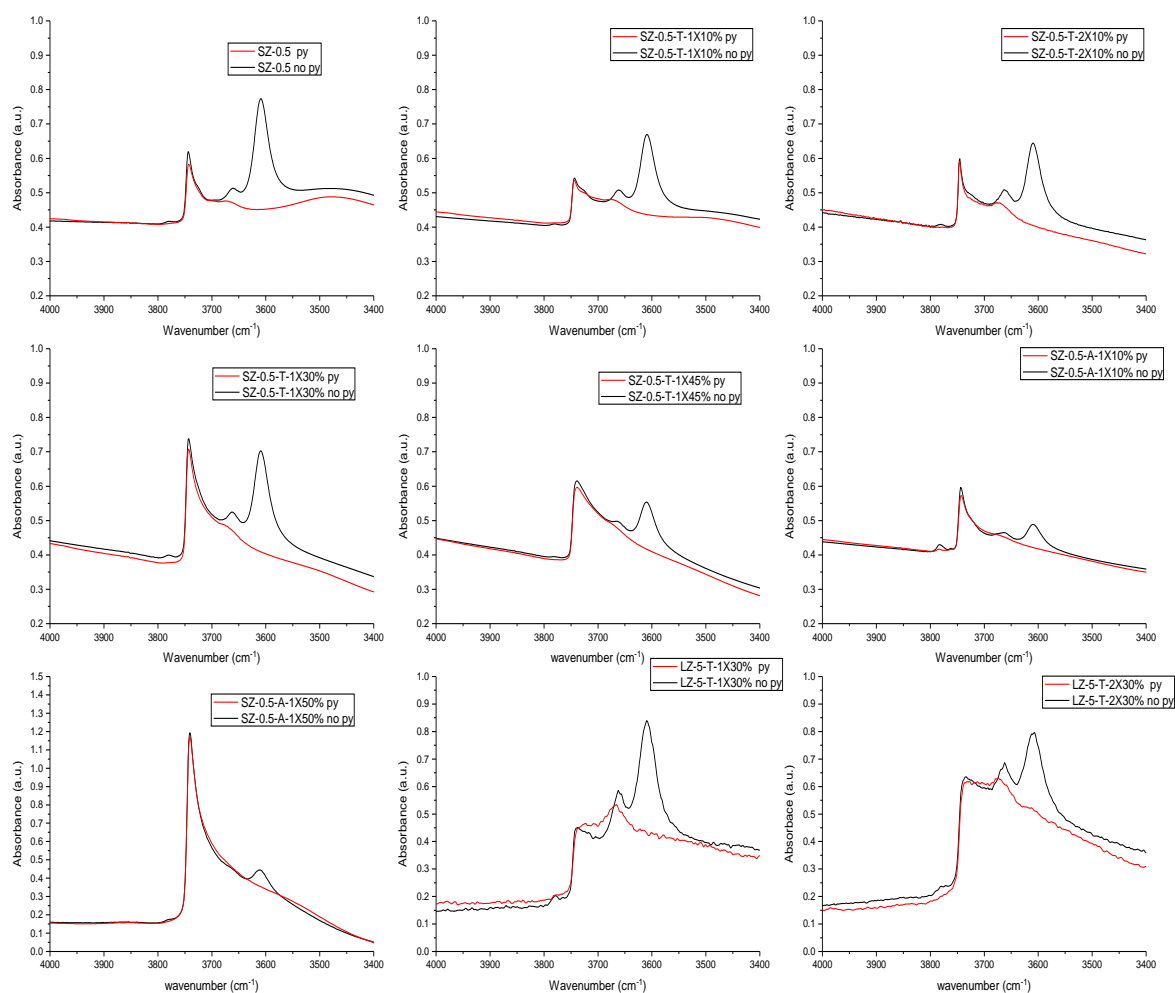 SZ-0.5 py
SZ-0.5 no py
Absorbance (a.u.)
1.0
0.9
0.8
0.7
0.6
0.5
0.4
0.3
0.2
4000 3900 3800 3700 3600 3500 3400
Wavenumber (cm-1)
SZ-0.5-T-1X10% py
SZ-0.5-T-1X10% no py
Absorbance (a.u.)
1.0
0.9
0.8
0.7
0.6
0.5
0.4
0.3
0.2
4000 3900 3800 3700 3600 3500 3400
Wavenumber (cm-1)
SZ-0.5-T-2X10% py
SZ-0.5-T-2X10% no py
Absorbance (a.u.)
1.0
0.9
0.8
0.7
0.6
0.5
0.4
0.3
0.2
4000 3900 3800 3700 3600 3500 3400
Wavenumber (cm-1)
SZ-0.5-T-1X30% py
SZ-0.5-T-1X30% no py
Absorbance (a.u.)
1.0
0.9
0.8
0.7
0.6
0.5
0.4
0.3
0.2
4000 3900 3800 3700 3600 3500 3400
Wavenumber (cm-1)
SZ-0.5-T-1X45% py
SZ-0.5-T-1X45% no py
Absorbance (a.u.)
1.0
0.9
0.8
0.7
0.6
0.5
0.4
0.3
0.2
4000 3900 3800 3700 3600 3500 3400
wavenumber (cm-1)
SZ-0.5-A-1X10% py
SZ-0.5-A-1X10% no py
Absorbance (a.u.)
1.0
0.9
0.8
0.7
0.6
0.5
0.4
0.3
0.2
4000 3900 3800 3700 3600 3500 3400
Wavenumber (cm-1)
SZ-0.5-A-1X50% py
SZ-0.5-A-1X50% no py
Absorbance (a.u.)
1.5
1.4
1.3
1.2
1.1
1.0
0.9
0.8
0.7
0.6
0.5
0.4
0.3
0.2
0.1
0.0
4000 3900 3800 3700 3600 3500 3400
wavenumber (cm-1)
LZ-5-T-1X30% py
LZ-5-T-1X30% no py
Absorbance (a.u.)
1.0
0.9
0.8
0.7
0.6
0.5
0.4
0.3
0.2
0.1
0.0
4000 3900 3800 3700 3600 3500 3400
wavenumber (cm-1)
LZ-5-T-2X30% py
LZ-5-T-2X30% no py
Absorbace (a.u.)
1.0
0.9
0.8
0.7
0.6
0.5
0.4
0.3
0.2
0.1
0.0
4000 3900 3800 3700 3600 3500 3400
wavenumber (cm-1)